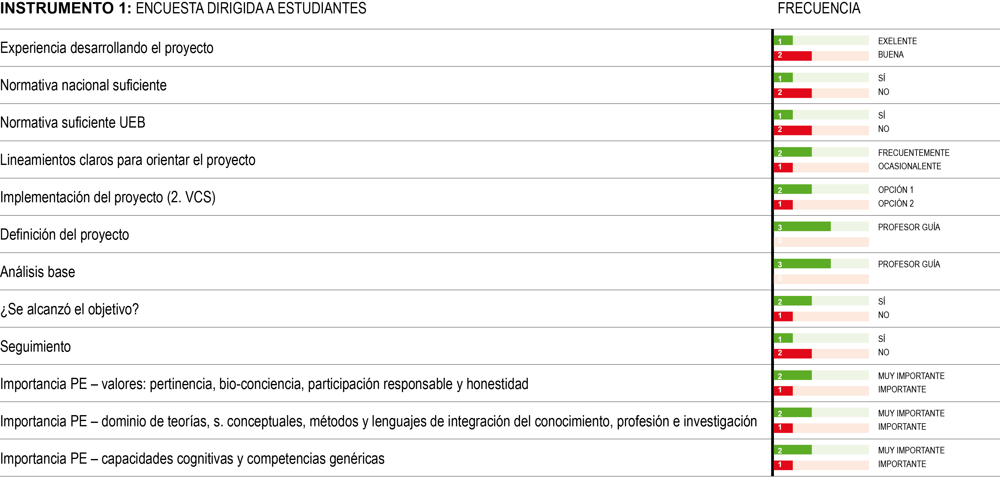 INSTRUMENTO 1: ENCUESTA DIRIGIDA A ESTUDIANTES FRECUENCIA
Experiencia desarrollando el proyecto
1 EXELENTE
2 BUENA
Normativa nacional suficiente
1 SÍ
2 NO
Normativa suficiente UEB
1 SÍ
2 NO
Lineamientos claros para orientar el proyecto
2 FRECUENTEMENTE
1 OCASIONALENTE
Implementación del proyecto (2. VCS)
2 OPCIÓN 1
1 OPCIÓN 2
Definición del proyecto
3 PROFESOR GUÍA
0
Análisis base
3 PROFESOR GUÍA
0
¿Se alcanzó el objetivo?
2 SÍ
1 NO
Seguimiento
1 SÍ
2 NO
Importancia PE – valores: pertinencia, bio-conciencia, participación responsable y honestidad
2 MUY IMPORTANTE
1 IMPORTANTE
Importancia PE – dominio de teorías, s. conceptuales, métodos y lenguajes de integración del conocimiento, profesión e investigación
2 MUY IMPORTANTE
1 IMPORTANTE
Importancia PE – capacidades cognitivas y competencias genéricas
2 MUY IMPORTANTE
1 IMPORTANTE